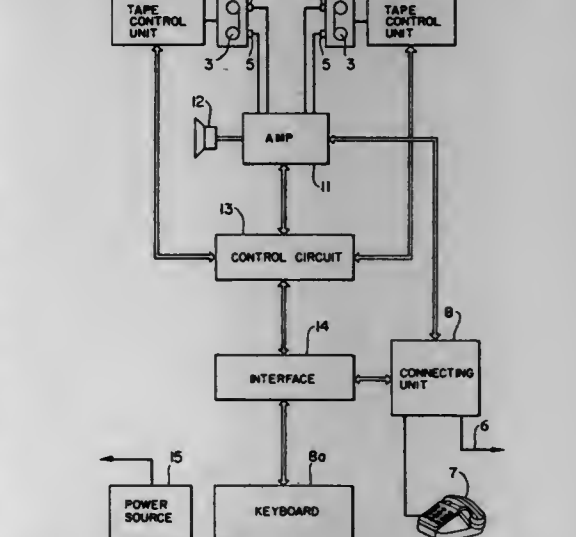 TAPE
CONTROL
UNIT
TAPE
CONTROL
UNIT
3
5
5
3
12
AMP
11
13
CONTROL CIRCUIT
14
8
INTERFACE
CONNECTING
UNIT
6
15
8a
7
POWER
SOURCE
KEYBOARD